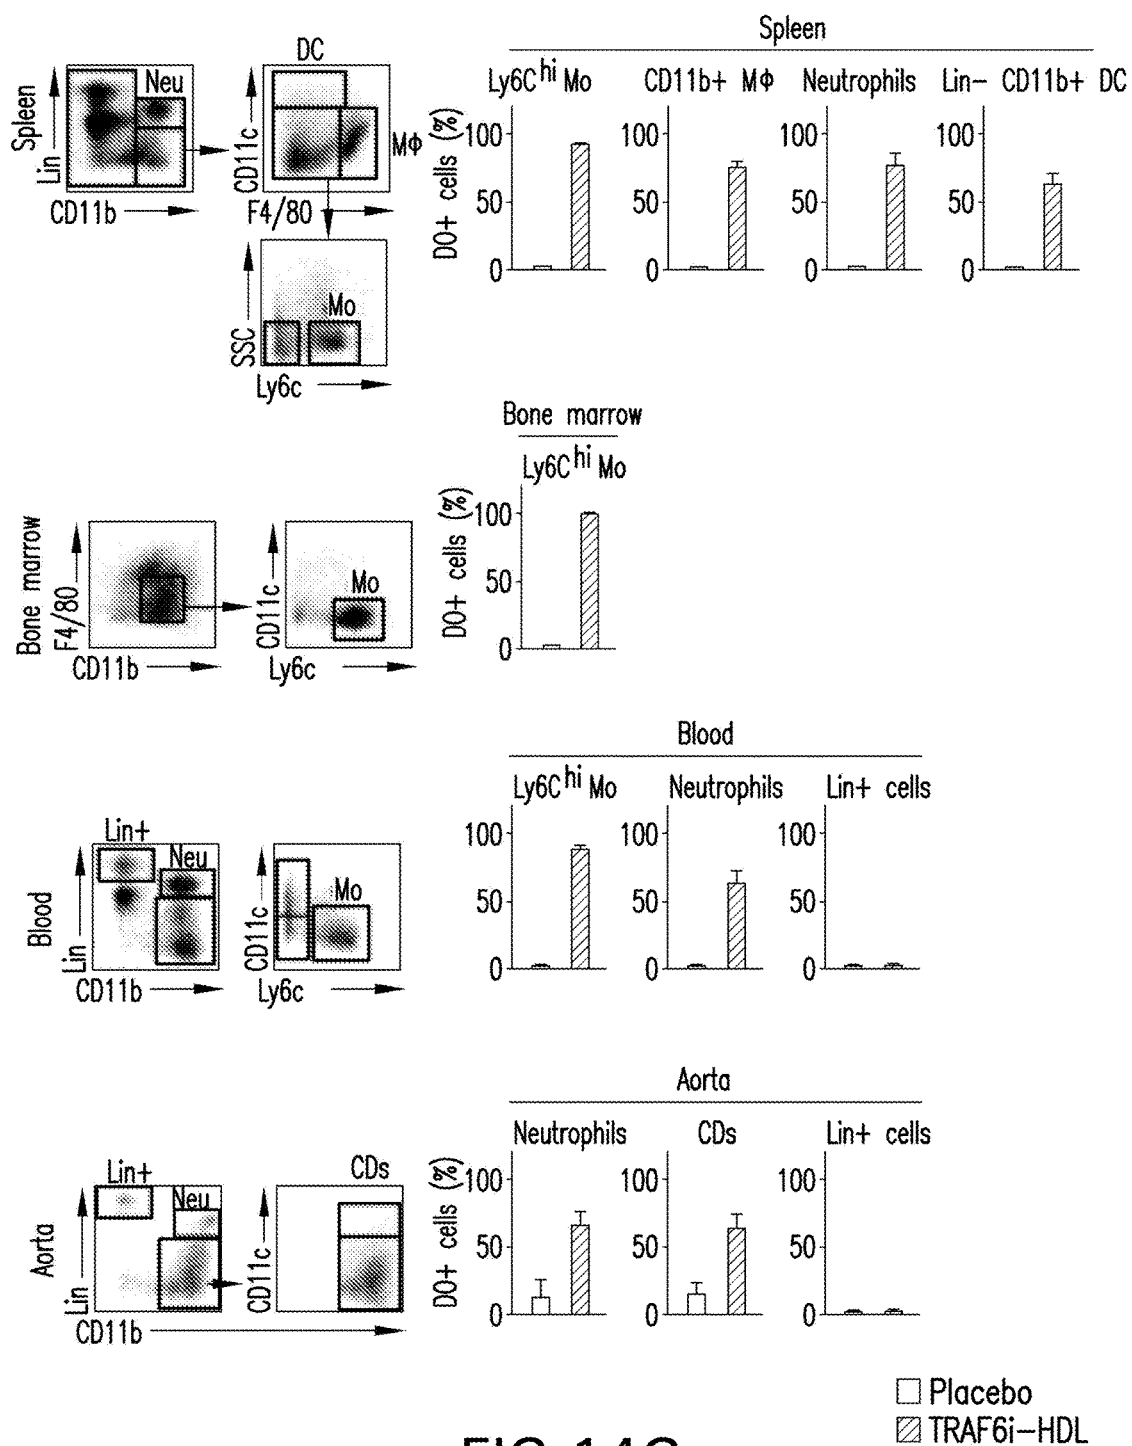 Spleen
DC
Neu
Spleen
Lin
CD11b
CD11c
MΦ
F4/80
SSC
Mo
Ly6c
Ly6C hi Mo
CD11b+ MΦ
Neutrophils
Lin- CD11b+ DC
DO+ cells (%)
100
50
0
100
50
0
100
50
0
100
50
0
Bone marrow
Ly6C hi Mo
Bone marrow
F4/80
CD11b
CD11c
Mo
Ly6c
DO+ cells (%)
100
50
0
Blood
Ly6C hi Mo
Neutrophils
Lin+ cells
Blood
Lin+
Neu
Lin
CD11b
CD11c
Mo
Ly6c
100
50
0
100
50
0
100
50
0
Aorta
Neutrophils
CDs
Lin+ cells
Aorta
Lin+
Neu
Lin
CD11b
CDs
CD11c
DO+ cells (%)
100
50
0
100
50
0
100
50
0
Placebo
TRAF6i-HDL